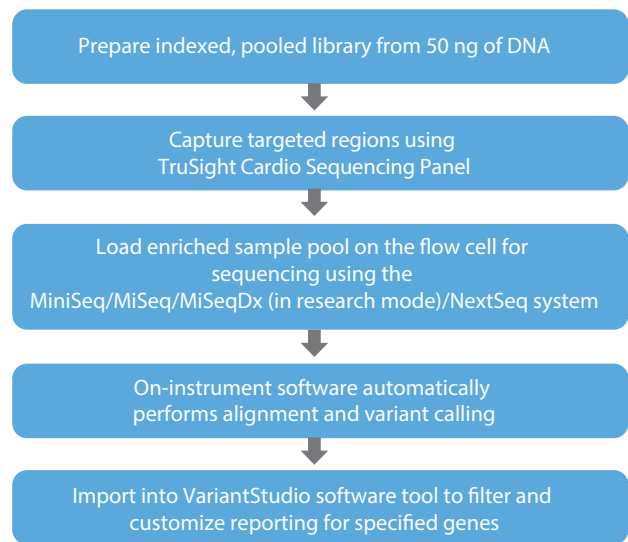 Prepare indexed, pooled library from 50 ng of DNA
Capture targeted regions using
TruSight Cardio Sequencing Panel
Load enriched sample pool on the flow cell for
sequencing using the
MiniSeq/MiSeq/MiSeqDx (in research mode)/NextSeq system
On-instrument software automatically
performs alignment and variant calling
Import into VariantStudio software tool to filter and
customize reporting for specified genes